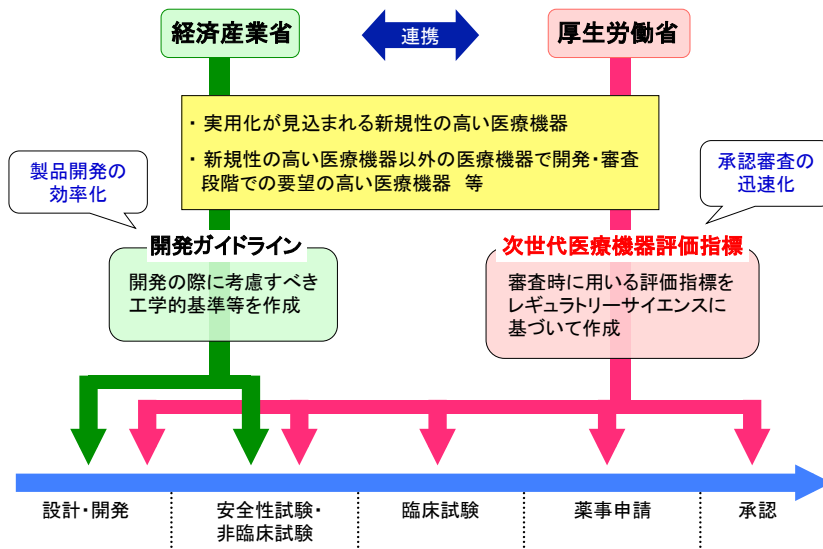 経済産業省
連携
厚生労働省
・ 実用化が見込まれる新規性の高い医療機器
・ 新規性の高い医療機器以外の医療機器で開発・審査
段階での要望の高い医療機器　等
製品開発の
効率化
承認審査の
迅速化
開発ガイドライン
開発の際に考慮すべき
工学的基準等を作成
次世代医療機器評価指標
審査時に用いる評価指標を
レギュラトリーサイエンスに
基づいて作成
設計・開発
安全性試験・
非臨床試験
臨床試験
薬事申請
承認